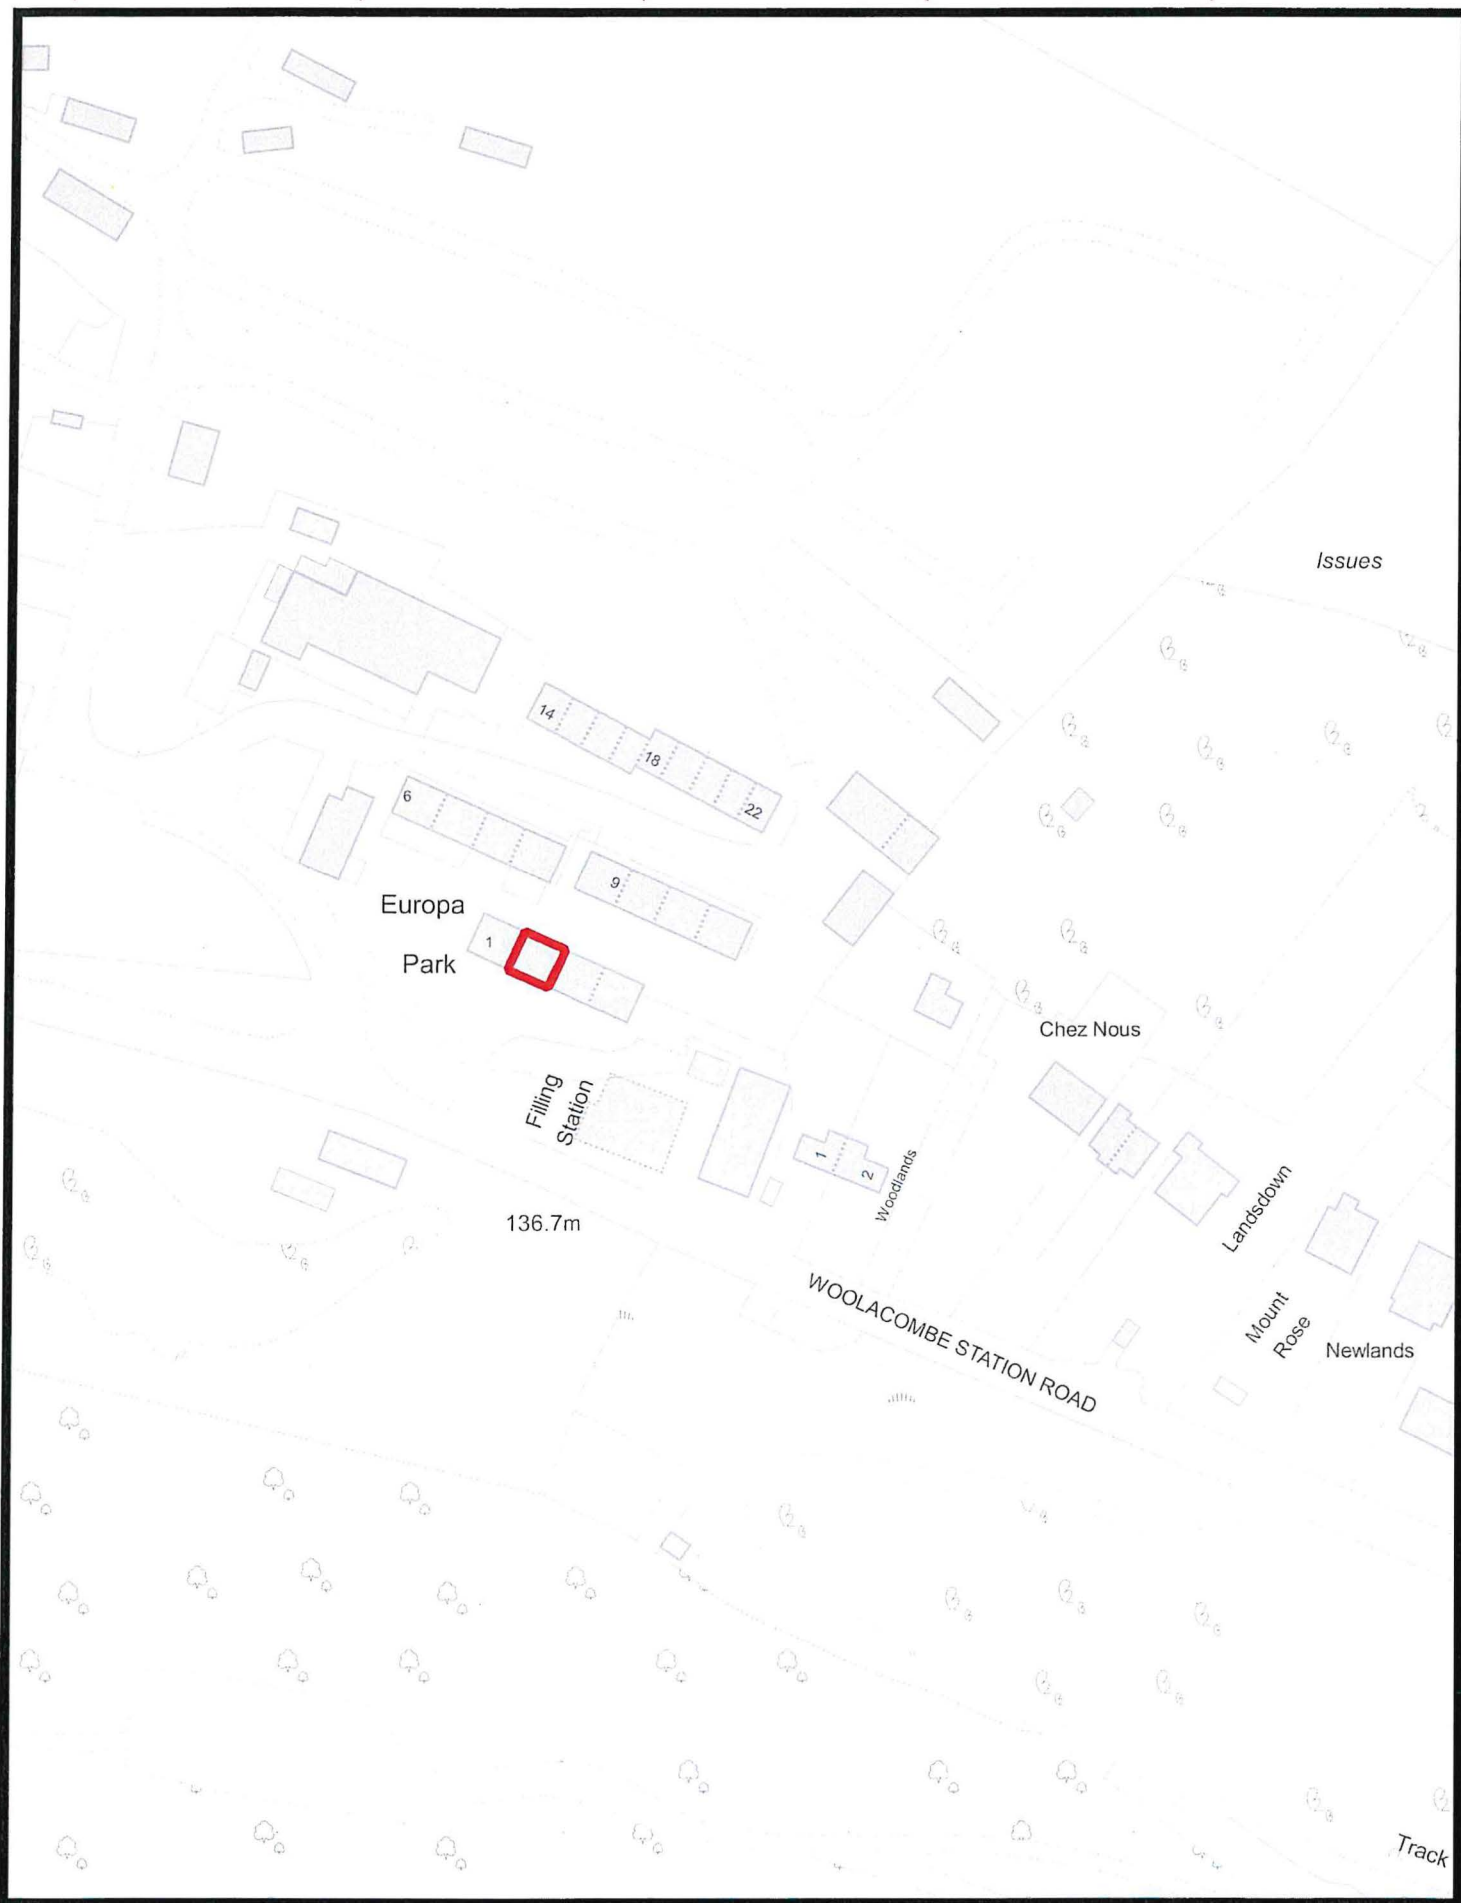 Issues
14
18
22
6
9
Europa
Park
1
Chez Nous
Filling
Station
1
2
Woodlands
Landsdown
136.7m
WOOLACOMBE STATION ROAD
Mount
Rose
Newlands
Track